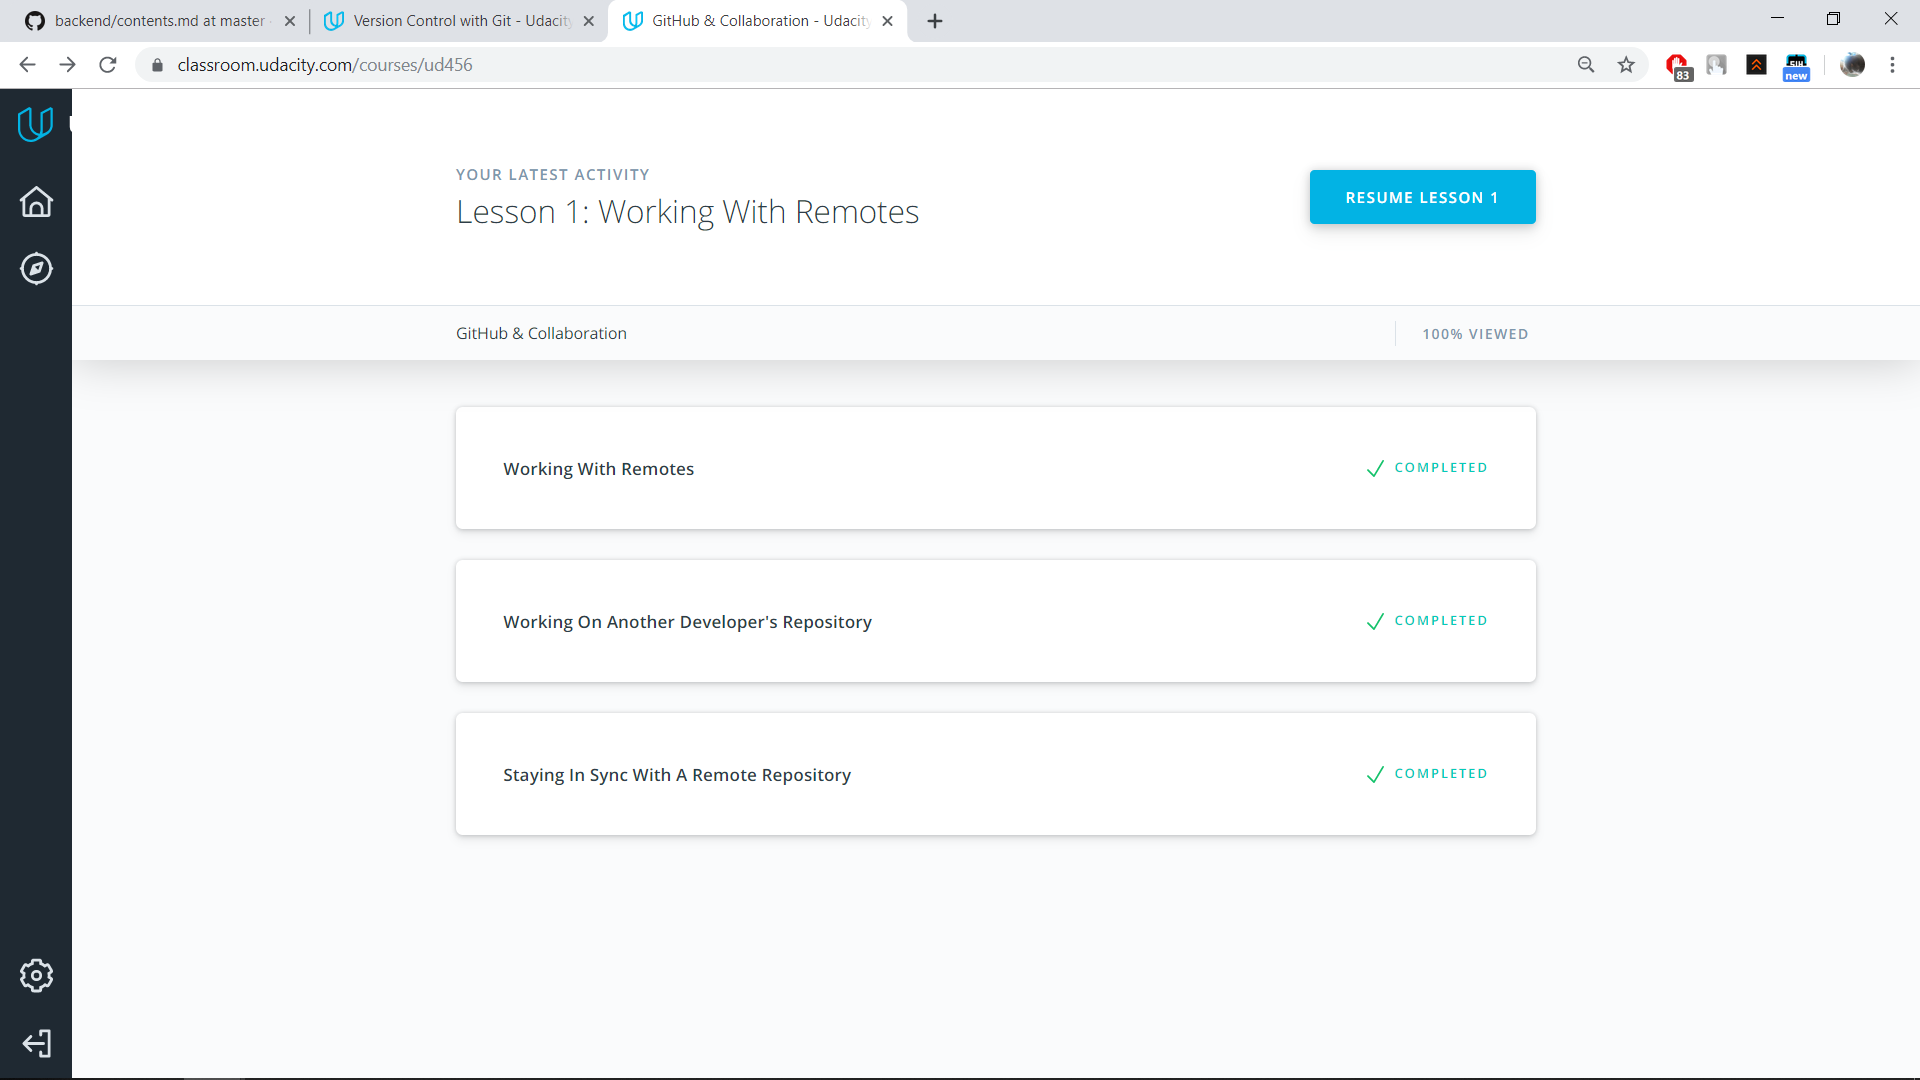 backend/contents.md at master
Version Control with Git - Udacity
GitHub & Collaboration - Udacity
classroom.udacity.com/courses/ud456
83
new
YOUR LATEST ACTIVITY
Lesson 1: Working With Remotes
RESUME LESSON 1
GitHub & Collaboration
100% VIEWED
Working With Remotes
COMPLETED
Working On Another Developer's Repository
COMPLETED
Staying In Sync With A Remote Repository
COMPLETED